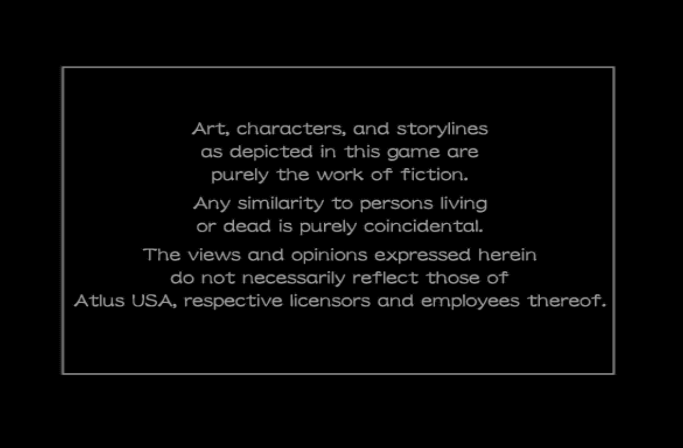 Art, characters, and storylines
as depicted in this game are
purely the work of fiction.
Any similarity to persons living
or dead is purely coincidental.
The views and opinions expressed herein
do not necessarily reflect those of
Atlus USA, respective licensors and employees thereof.